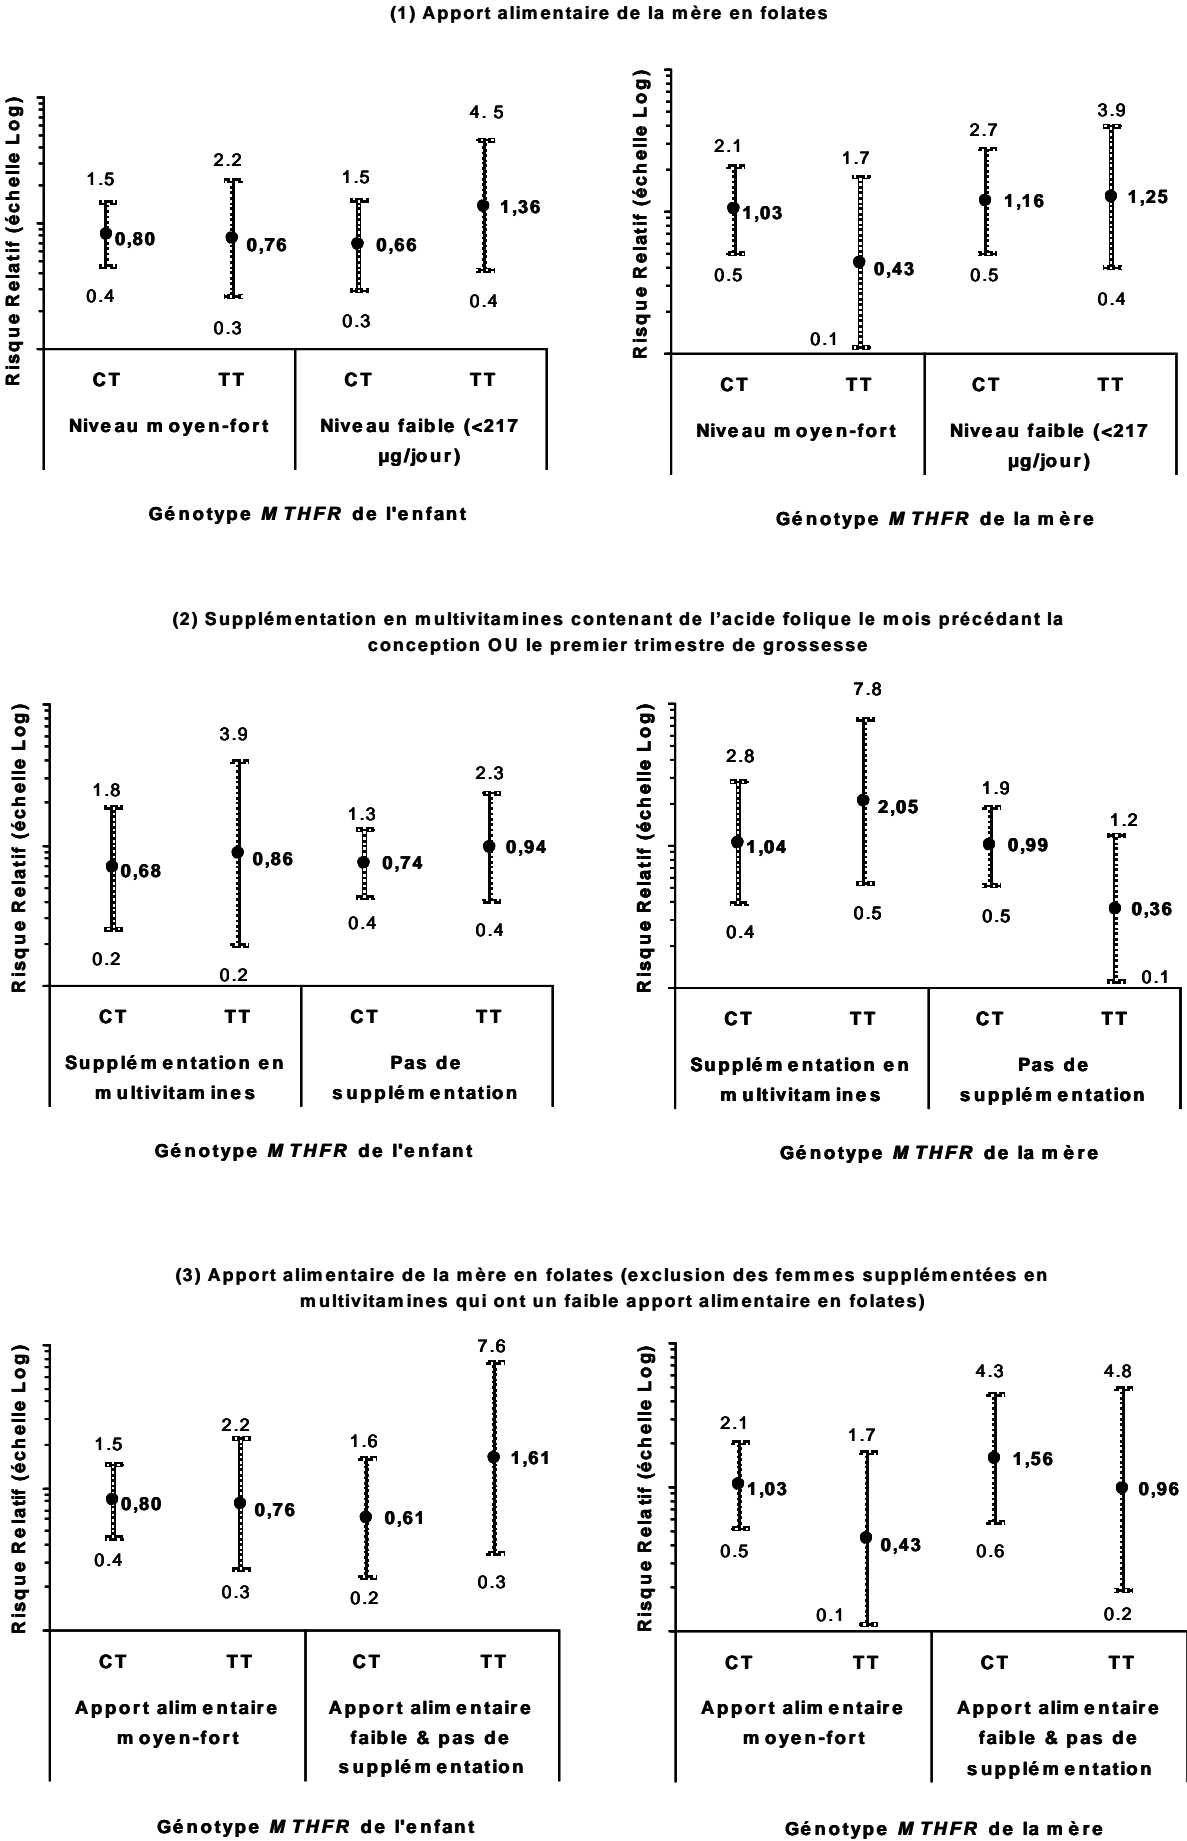 (1) Apport alimentaire de la mère en folates
Risque Relatif (échelle Log)
1.5
0,80
0.4
2.2
0,76
0.3
1.5
0,66
0.3
4.5
1,36
0.4
CT TT CT TT
Niveau moyen-fort
Niveau faible (<217
µg/jour)
Génotype MTHFR de l'enfant
Risque Relatif (échelle Log)
2.1
1,03
0.5
1.7
0,43
0.1
2.7
1,16
0.5
3.9
1,25
0.4
CT TT CT TT
Niveau moyen-fort
Niveau faible (<217
µg/jour)
Génotype MTHFR de la mère
(2) Supplémentation en multivitamines contenant de l’acide folique le mois précédant la
conception OU le premier trimestre de grossesse
Risque Relatif (échelle Log)
1.8
0,68
0.2
3.9
0,86
0.2
1.3
0,74
0.4
2.3
0,94
0.4
CT TT CT TT
Supplémentation en
multivitamines
Pas de
supplémentation
Génotype MTHFR de l'enfant
Risque Relatif (échelle Log)
2.8
1,04
0.4
7.8
2,05
0.5
1.9
0,99
0.5
1.2
0,36
0.1
CT TT CT TT
Supplémentation en
multivitamines
Pas de
supplémentation
Génotype MTHFR de la mère
(3) Apport alimentaire de la mère en folates (exclusion des femmes supplémentées en
multivitamines qui ont un faible apport alimentaire en folates)
Risque Relatif (échelle Log)
1.5
0,80
0.4
2.2
0,76
0.3
1.6
0,61
0.2
7.6
1,61
0.3
CT TT CT TT
Apport alimentaire
moyen-fort
Apport alimentaire
faible & pas de
supplémentation
Génotype MTHFR de l'enfant
Risque Relatif (échelle Log)
2.1
1,03
0.5
1.7
0,43
0.1
4.3
1,56
0.6
4.8
0,96
0.2
CT TT CT TT
Apport alimentaire
moyen-fort
Apport alimentaire
faible & pas de
supplémentation
Génotype MTHFR de la mère